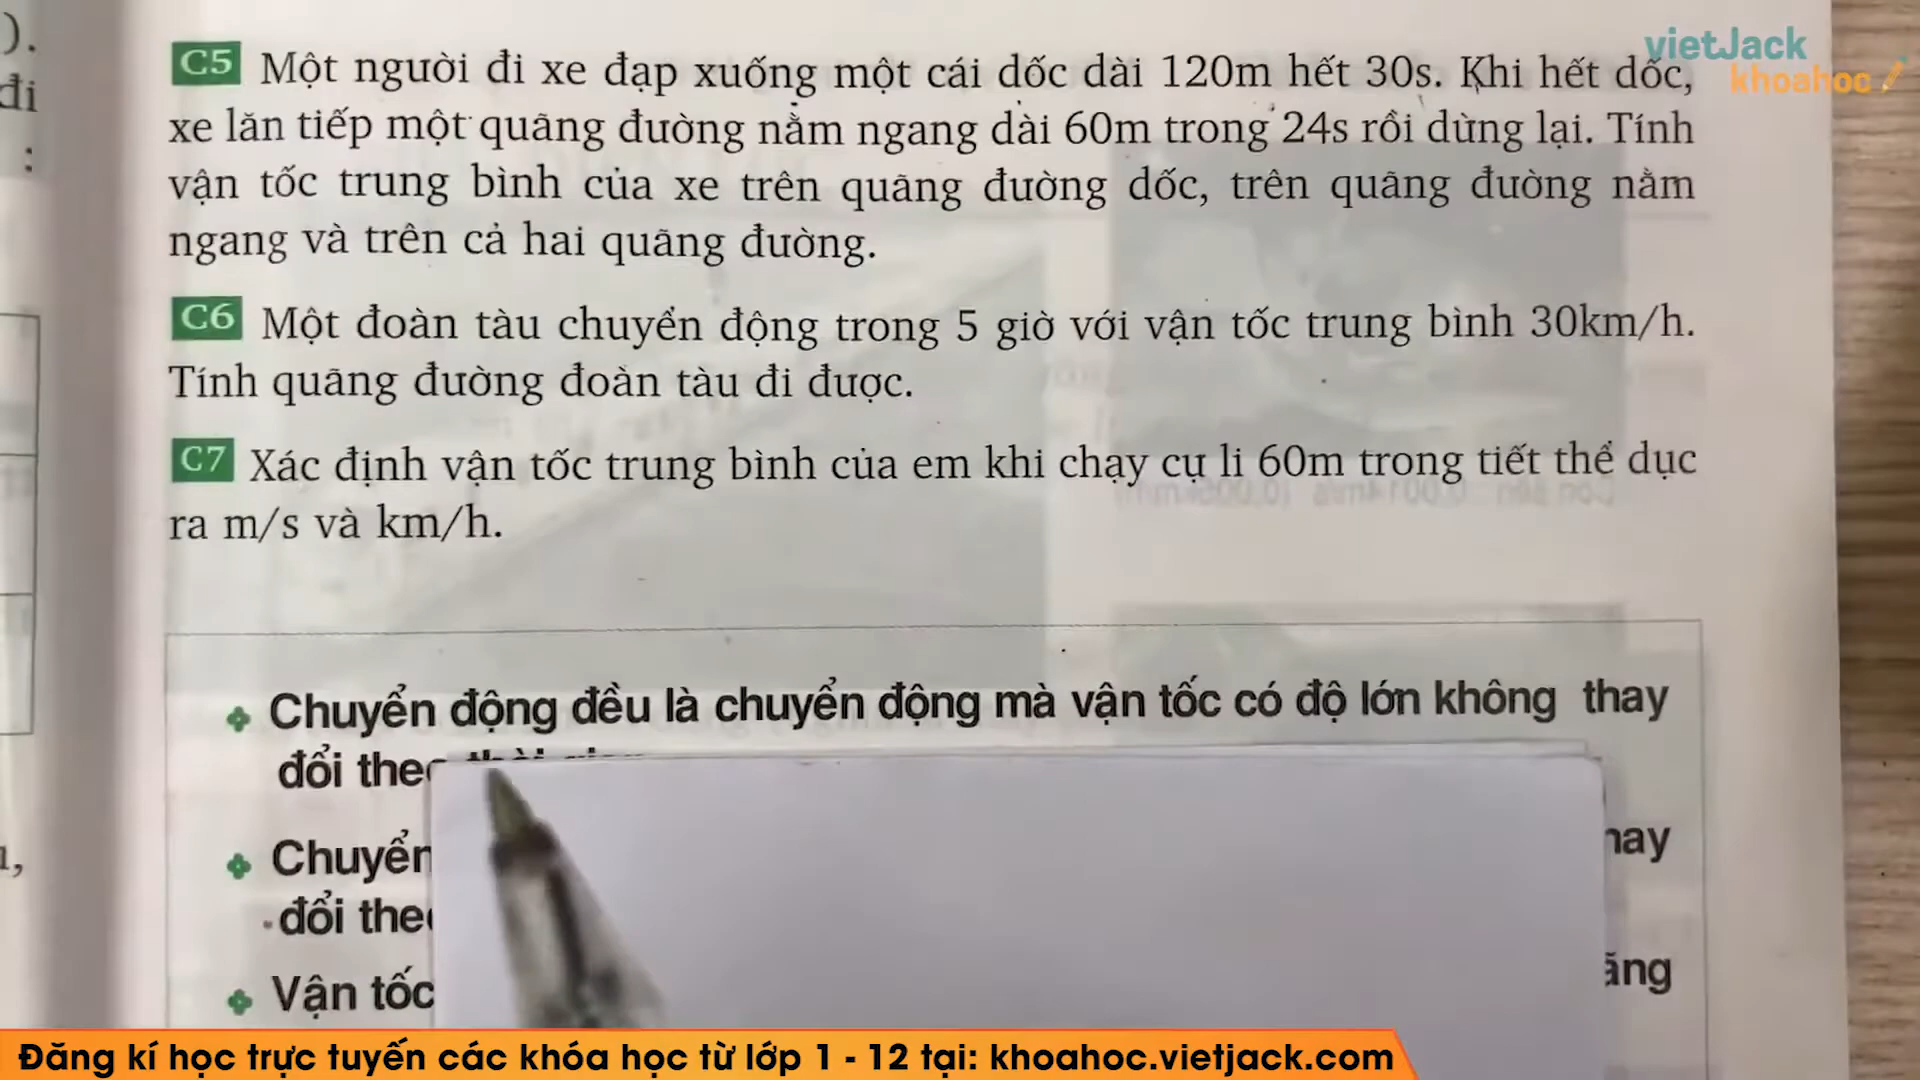 ).
đi
:
vietJack
khoahoc
C5 Một người đi xe đạp xuống một cái dốc dài 120m hết 30s. Khi hết dốc,
xe lăn tiếp một quãng đường nằm ngang dài 60m trong 24s rồi dừng lại. Tính
vận tốc trung bình của xe trên quãng đường dốc, trên quãng đường nằm
ngang và trên cả hai quãng đường.
C6 Một đoàn tàu chuyển động trong 5 giờ với vận tốc trung bình 30km/h.
Tính quãng đường đoàn tàu đi được.
C7 Xác định vận tốc trung bình của em khi chạy cự li 60m trong tiết thể dục
ra m/s và km/h.
Chuyển động đều là chuyển động mà vận tốc có độ lớn không thay
đổi theo
Chuyển hay
đổi theo
Vận tốc ăng
Đăng kí học trực tuyến các khóa học từ lớp 1 - 12 tại: khoahoc.vietjack.com